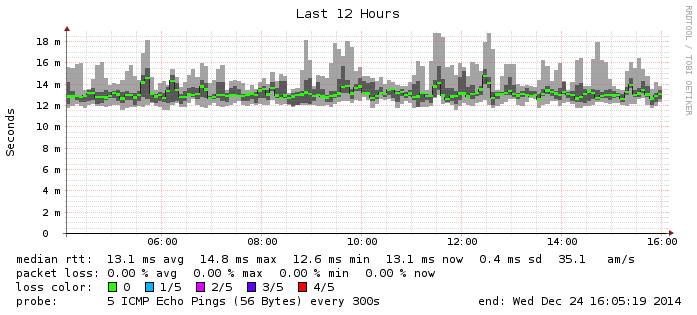 Last 12 Hours
RRDTOOL / TOBI OETIKER
Seconds
18 m
16 m
14 m
12 m
10 m
8 m
6 m
4 m
2 m
0
06:00 08:00 10:00 12:00 14:00 16:00
median rtt: 13.1 ms avg 14.8 ms max 12.6 ms min 13.1 ms now 0.4 ms sd 35.1 am/s
packet loss: 0.00 % avg 0.00 % max 0.00 % min 0.00 % now
loss color: 0 1/5 2/5 3/5 4/5
probe: 5 ICMP Echo Pings (56 Bytes) every 300s end: Wed Dec 24 16:05:19 2014